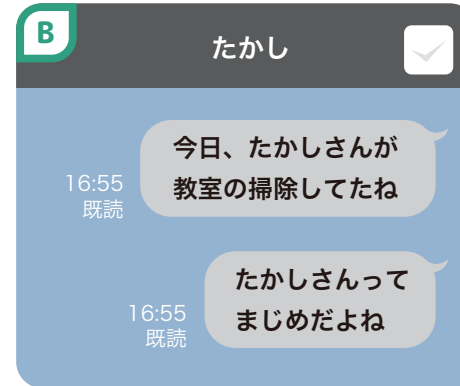 B
たかし
今日、たかしさんが
教室の掃除してたね
16:55
既読
たかしさんって
まじめだよね
16:55
既読